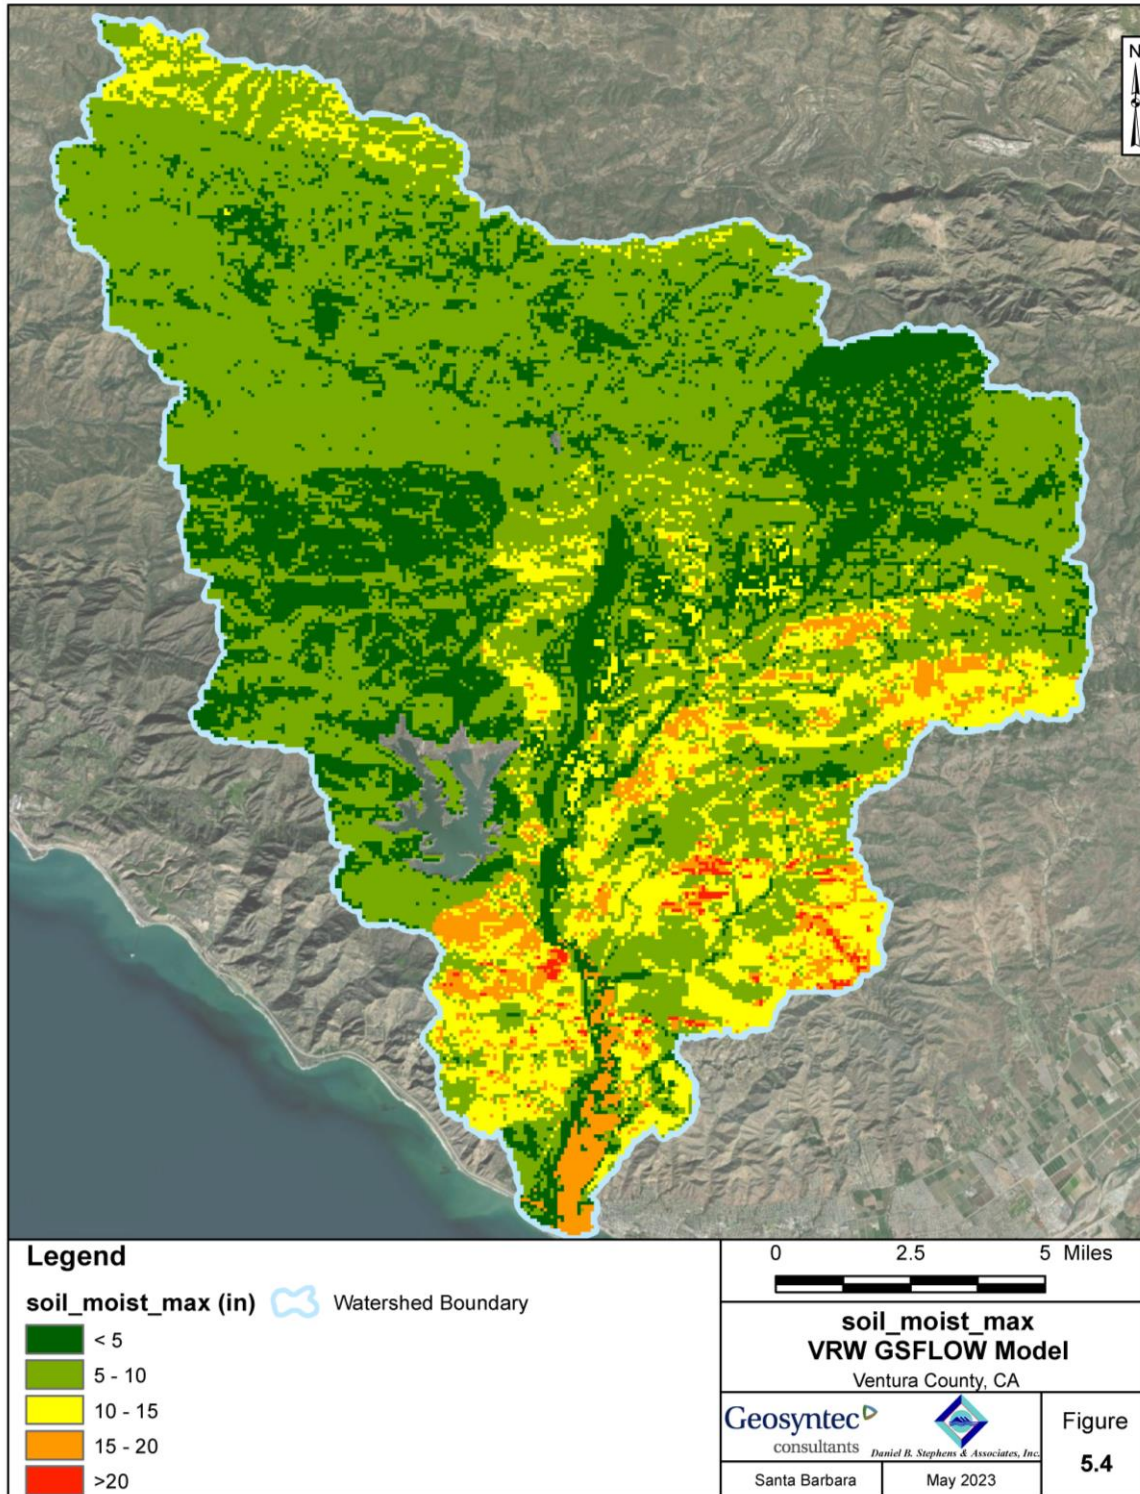 N
Legend
soil_moist_max (in)
Watershed Boundary
< 5
5 - 10
10 - 15
15 - 20
>20
0 2.5 5 Miles
soil_moist_max
VRW GSFLOW Model
Ventura County, CA
Geosyntec
consultants
Daniel B. Stephens & Associates, Inc.
Figure
5.4
Santa Barbara
May 2023